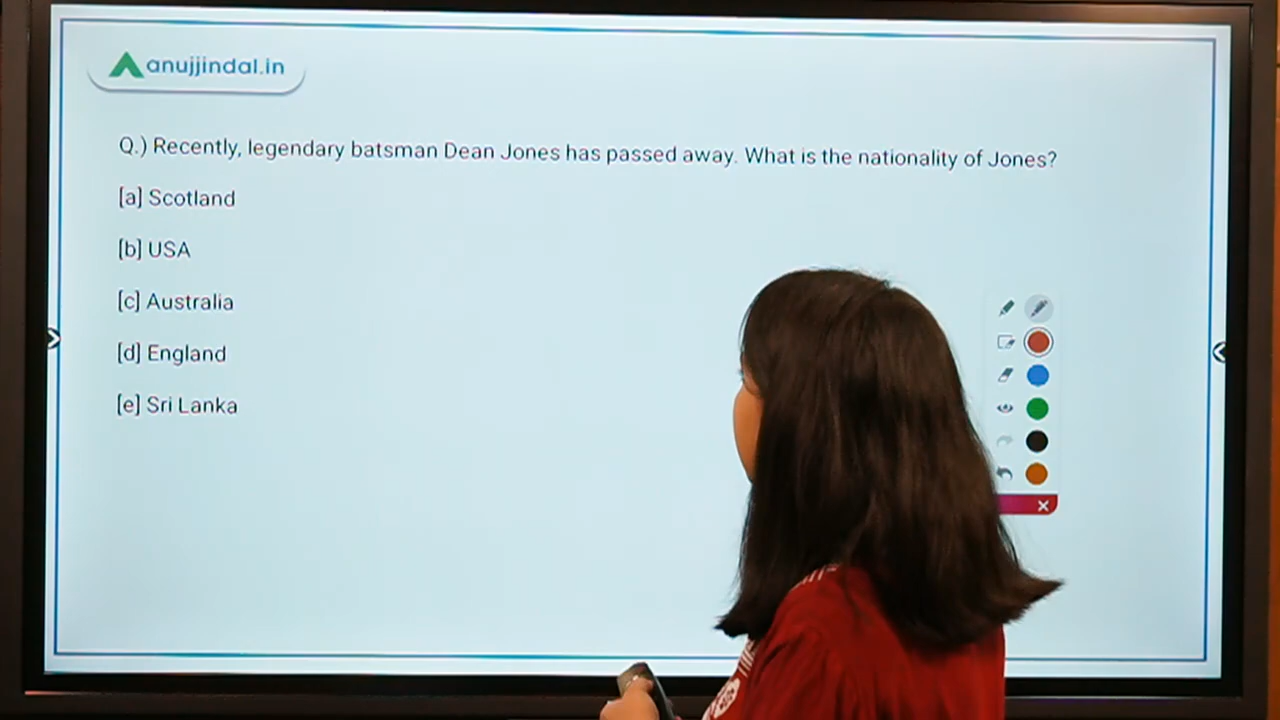 anujjindal.in
Q.) Recently, legendary batsman Dean Jones has passed away. What is the nationality of Jones?
[a] Scotland
[b] USA
[c] Australia
[d] England
[e] Sri Lanka